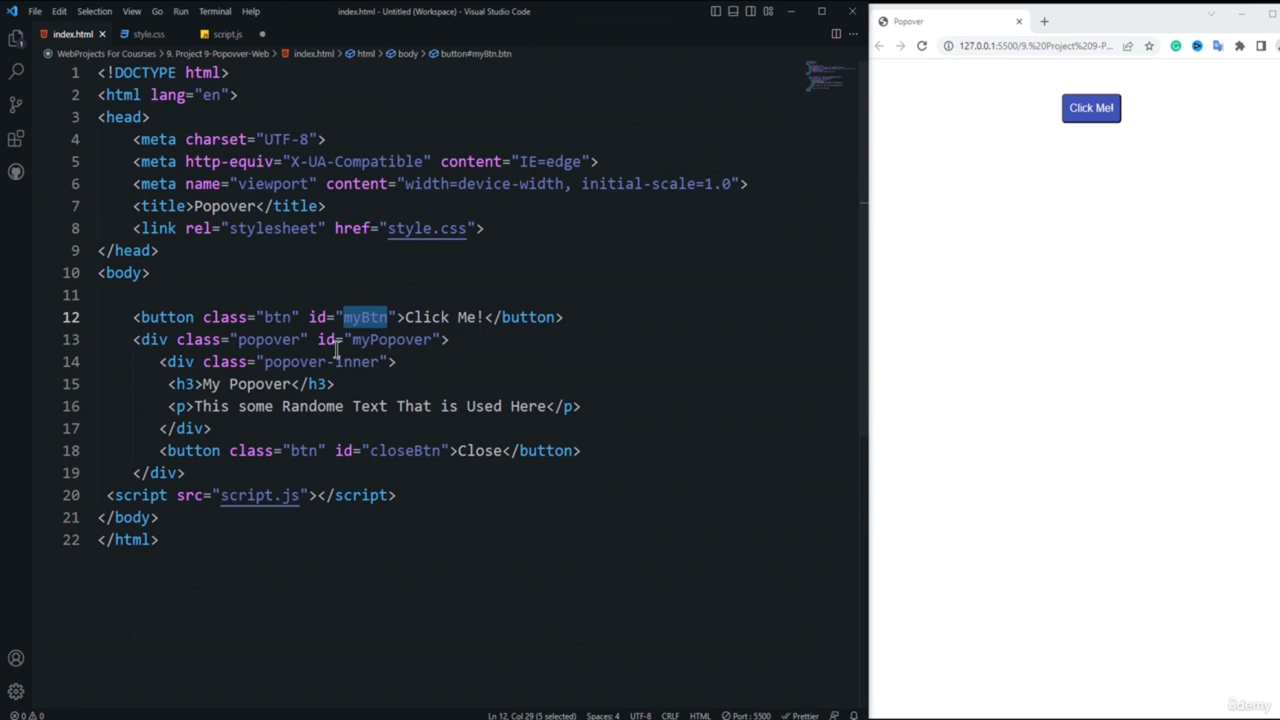 File Edit Selection View Go Run Terminal Help
index.html - Untitled (Workspace) - Visual Studio Code
index.html
style.css
script.js
WebProjects For Coursses > 9. Project 9-Popovver-Web > index.html > html > body > button#myBtn.btn
1 <!DOCTYPE html>
2 <html lang="en">
3 <head>
4 <meta charset="UTF-8">
5 <meta http-equiv="X-UA-Compatible" content="IE=edge">
6 <meta name="viewport" content="width=device-width, initial-scale=1.0">
7 <title>Popover</title>
8 <link rel="stylesheet" href="style.css">
9 </head>
10 <body>
11
12 <button class="btn" id="myBtn">Click Me!</button>
13 <div class="popover" id="myPopover">
14 <div class="popover-inner">
15 <h3>My Popover</h3>
16 <p>This some Randome Text That is Used Here</p>
17 </div>
18 <button class="btn" id="closeBtn">Close</button>
19 </div>
20 <script src="script.js"></script>
21 </body>
22 </html>
0 0
Ln 12, Col 29 (5 selected) Spaces: 4 UTF-8 CRLF HTML Port : 5500 Prettier
Popover
127.0.0.1:5500/9.%20Project%209-P...
Click Me!
ûdemy